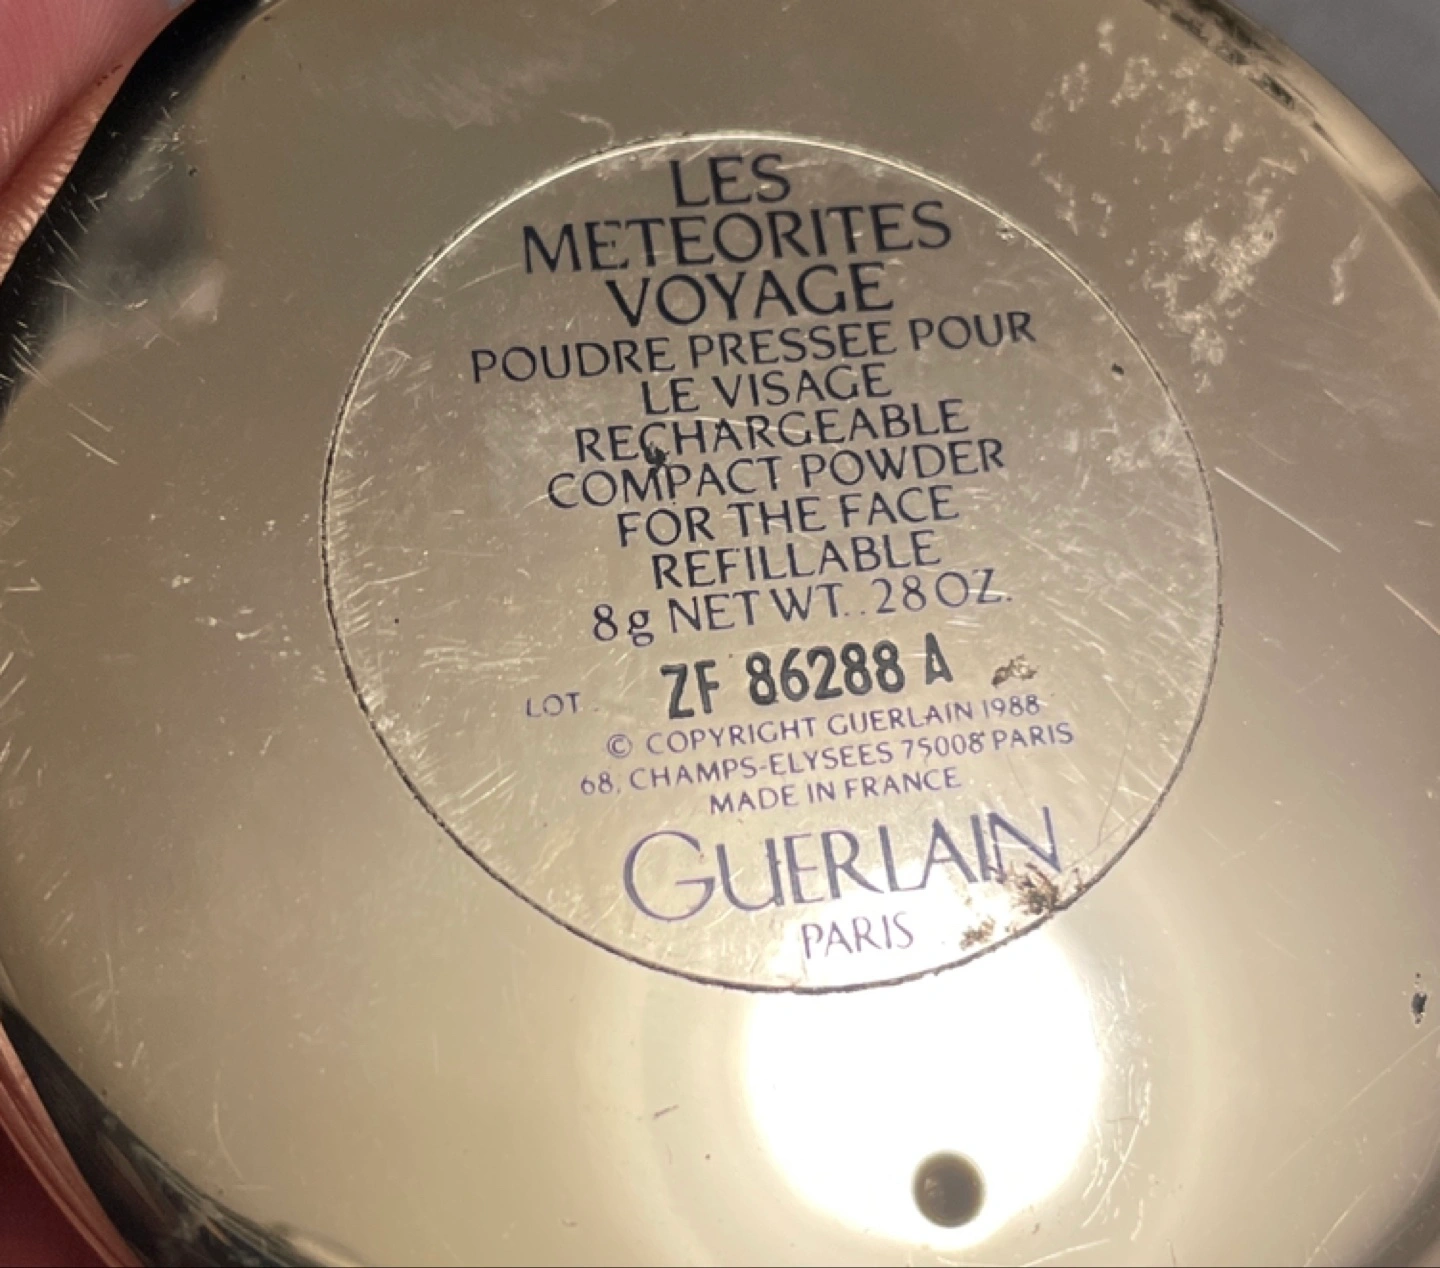 LES
METEORITES
VOYAGE
POUDRE PRESSEE POUR
LE VISAGE
RECHARGEABLE
COMPACT POWDER
FOR THE FACE
REFILLABLE
8g NET WT. .28 OZ.
LOT ZF 86288 A
© COPYRIGHT GUERLAIN 1988
68, CHAMPS-ELYSEES 75008 PARIS
MADE IN FRANCE
GUERLAIN
PARIS